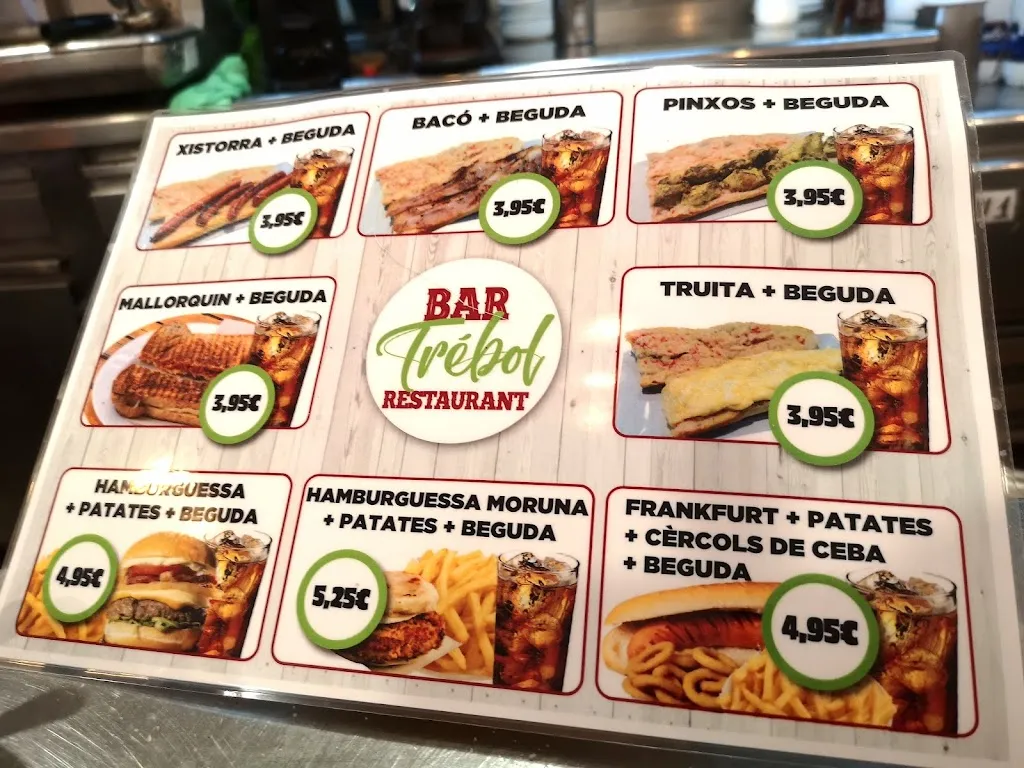 XISTORRA + BEGUDA
3,95€
BACÓ + BEGUDA
3,95€
PINXOS + BEGUDA
3,95€
MALLORQUIN + BEGUDA
3,95€
BAR
Trébol
RESTAURANT
TRUITA + BEGUDA
3,95€
HAMBURGUESSA
+ PATATES + BEGUDA
4,95€
HAMBURGUESSA MORUNA
+ PATATES + BEGUDA
5,25€
FRANKFURT + PATATES
+ CÈRCOLS DE CEBA
+ BEGUDA
4,95€